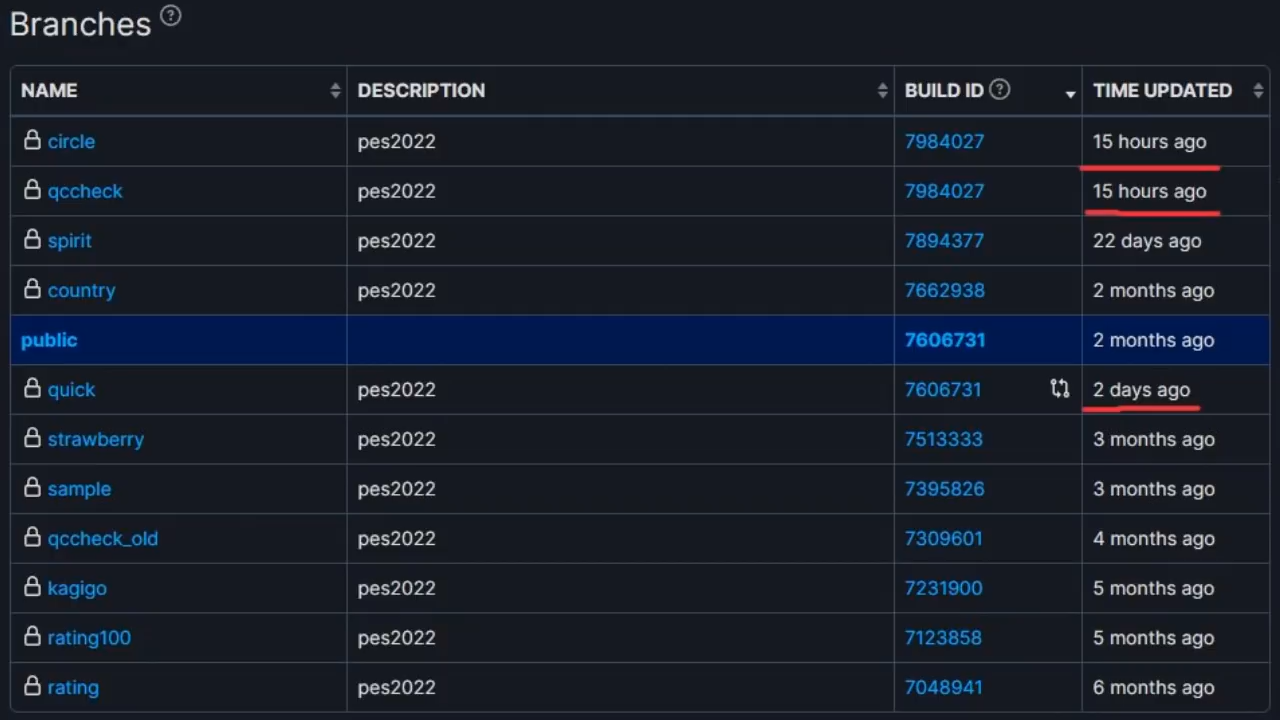 Branches ?
NAME DESCRIPTION BUILD ID ? TIME UPDATED
circle pes2022 7984027 15 hours ago
qccheck pes2022 7984027 15 hours ago
spirit pes2022 7894377 22 days ago
country pes2022 7662938 2 months ago
public 7606731 2 months ago
quick pes2022 7606731 2 days ago
strawberry pes2022 7513333 3 months ago
sample pes2022 7395826 3 months ago
qccheck_old pes2022 7309601 4 months ago
kagigo pes2022 7231900 5 months ago
rating100 pes2022 7123858 5 months ago
rating pes2022 7048941 6 months ago